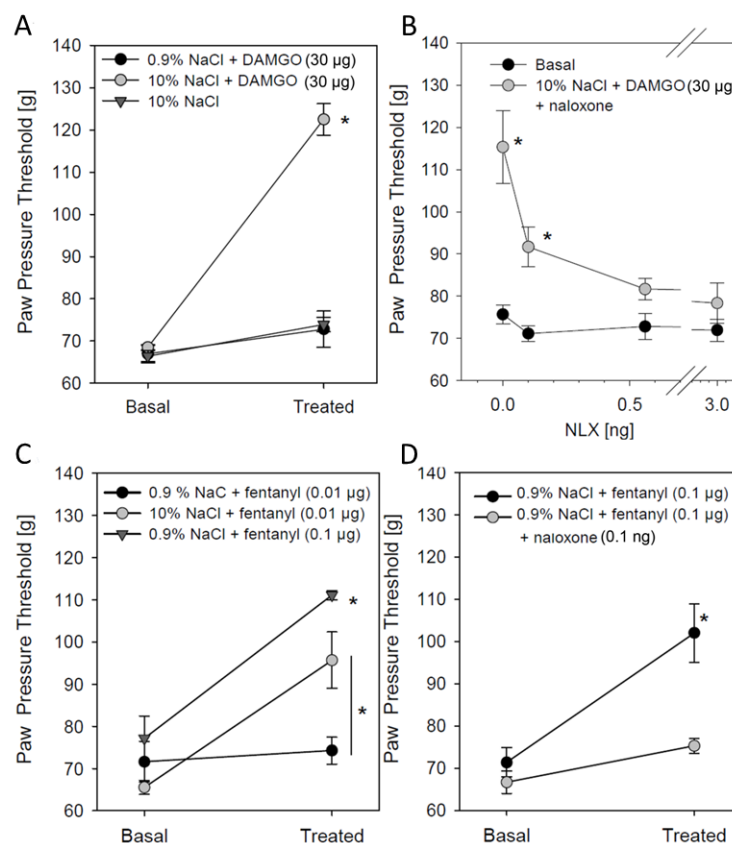 A
Paw Pressure Threshold [g]
140
130
120
110
100
90
80
70
60
0.9% NaCl + DAMGO (30 µg)
10% NaCl + DAMGO (30 µg)
10% NaCl
*
Basal
Treated
B
Paw Pressure Threshold [g]
140
130
120
110
100
90
80
70
60
Basal
10% NaCl + DAMGO (30 µg)
+ naloxone
*
*
0.0
0.5
3.0
NLX [ng]
C
Paw Pressure Threshold [g]
140
130
120
110
100
90
80
70
60
0.9 % NaC + fentanyl (0.01 µg)
10% NaCl + fentanyl (0.01 µg)
0.9% NaCl + fentanyl (0.1 µg)
*
*
Basal
Treated
D
Paw Pressure Threshold [g]
140
130
120
110
100
90
80
70
60
0.9% NaCl + fentanyl (0.1 µg)
0.9% NaCl + fentanyl (0.1 µg)
+ naloxone (0.1 ng)
*
Basal
Treated